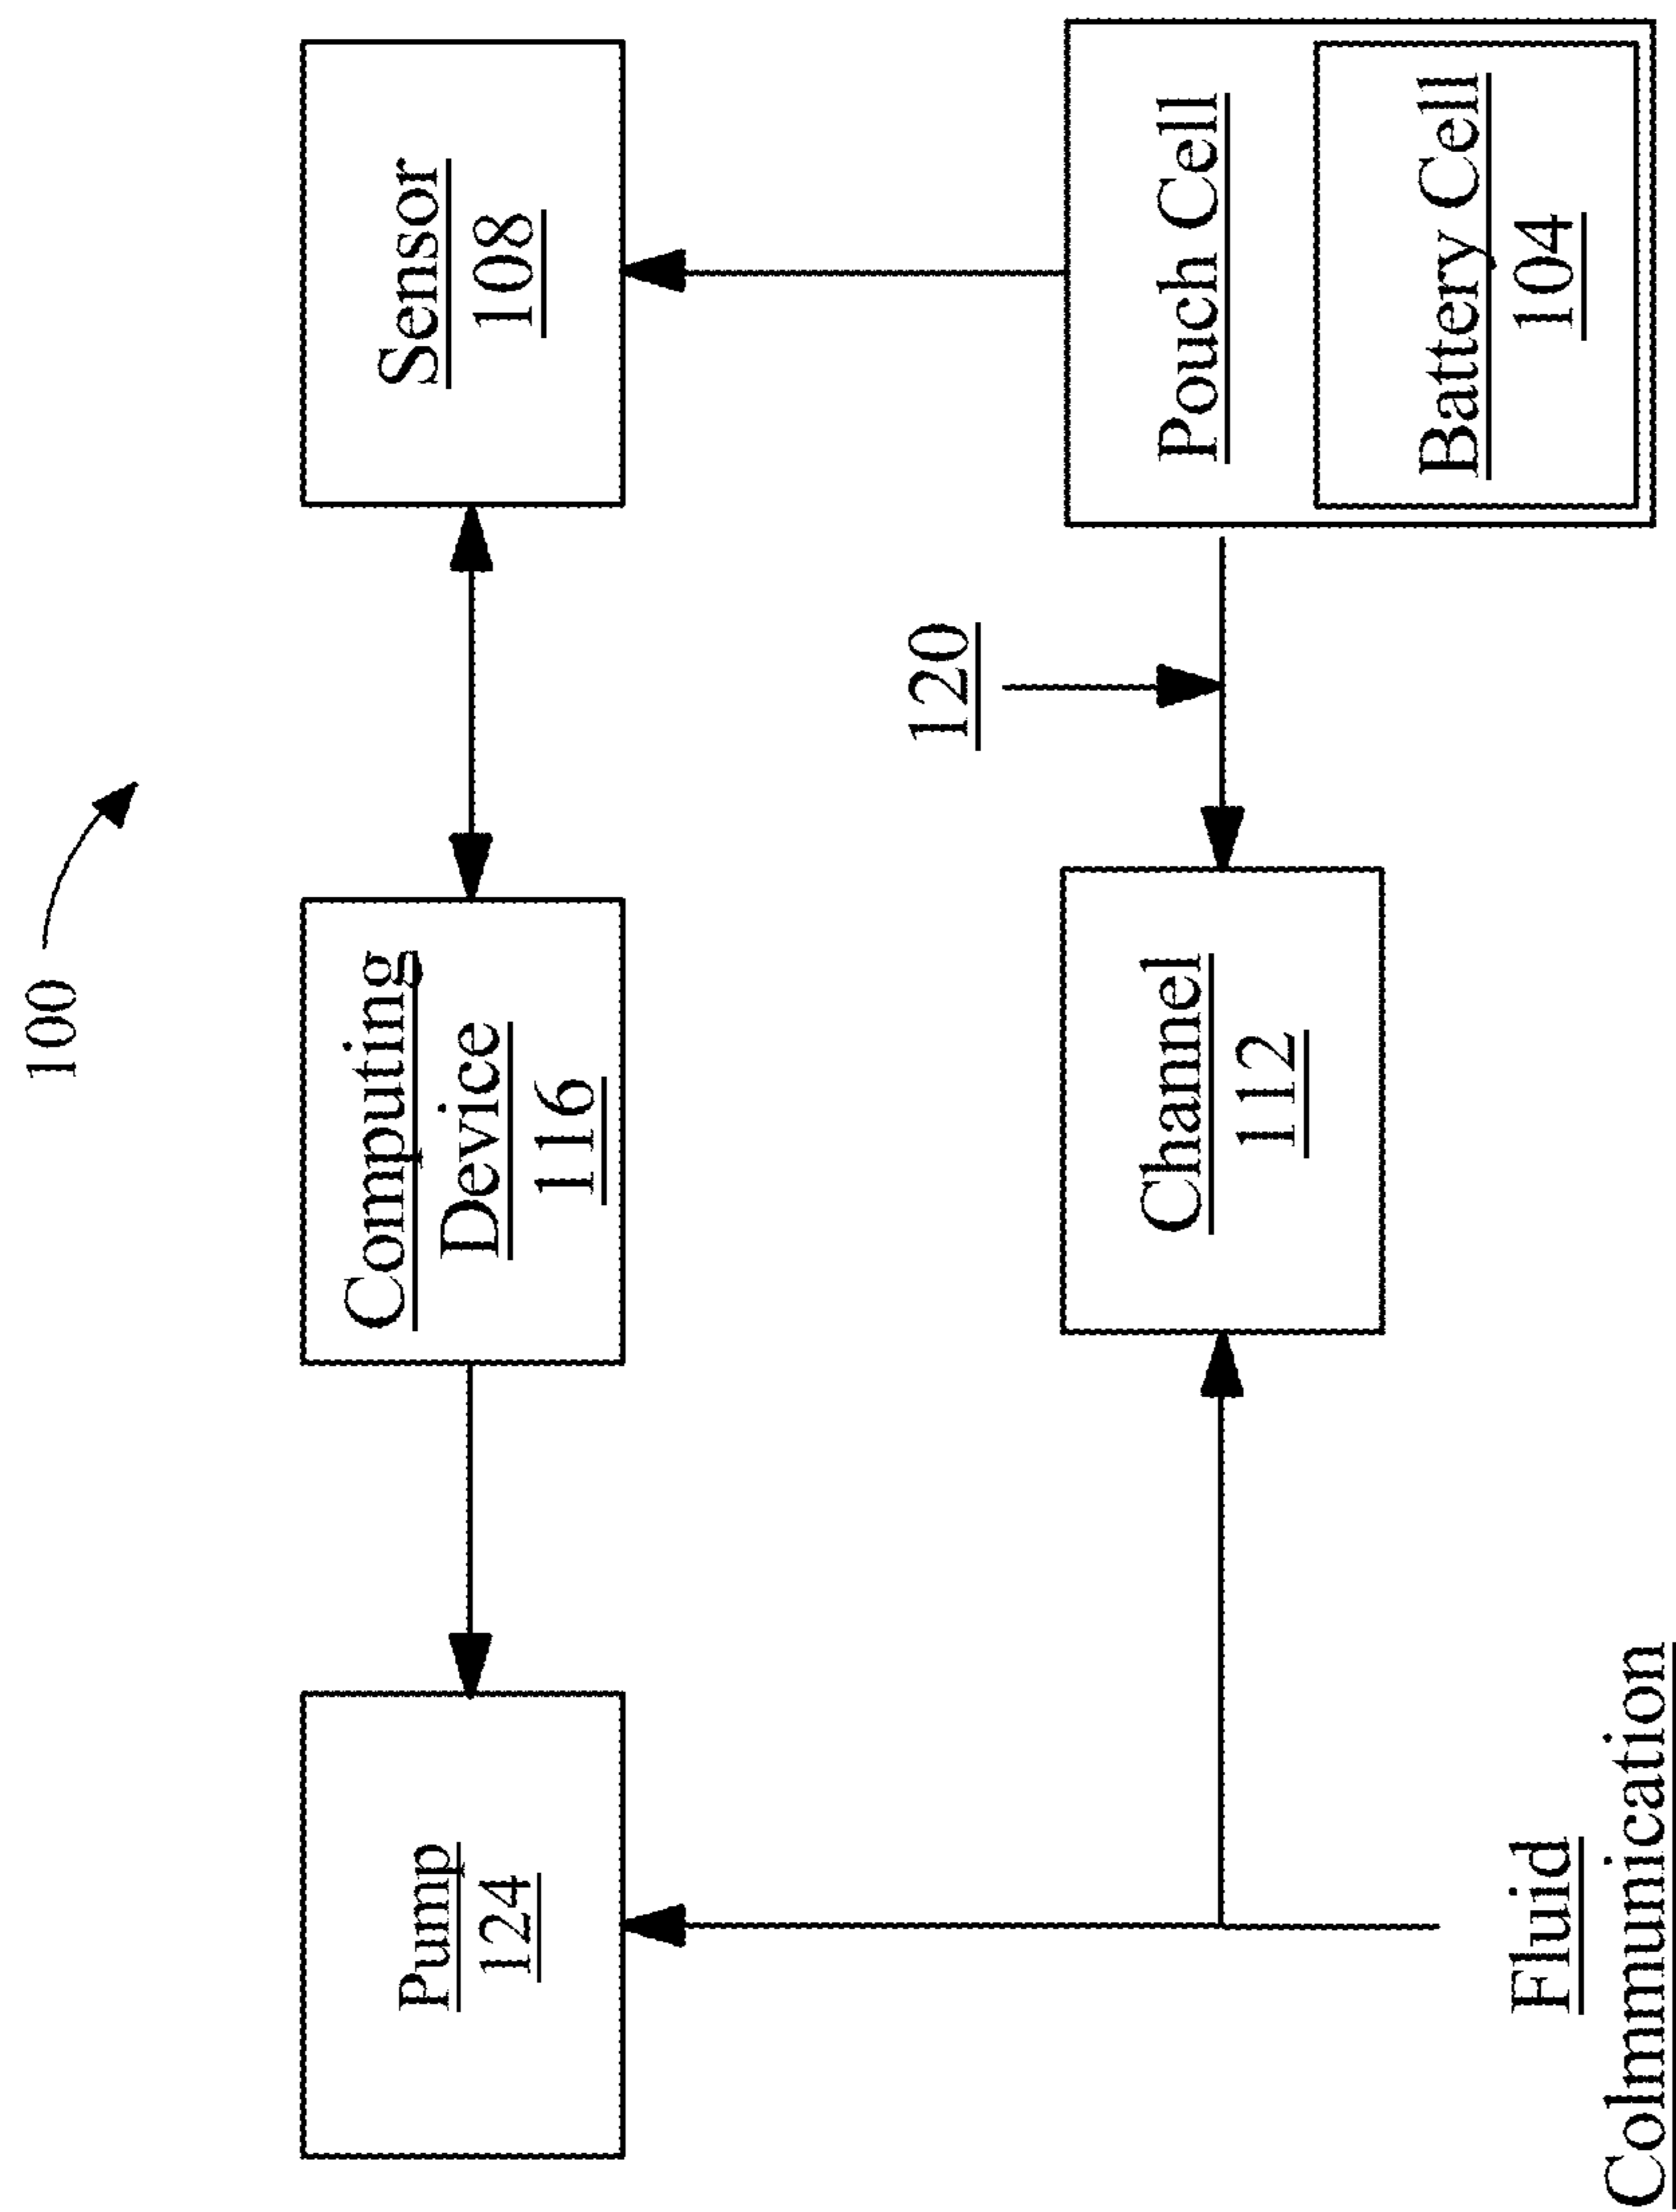 100
Pump
124
Computing
Device
116
Sensor
108
120
Channel
112
Pouch Cell
Battery Cell
104
Fluid
Colmmunication